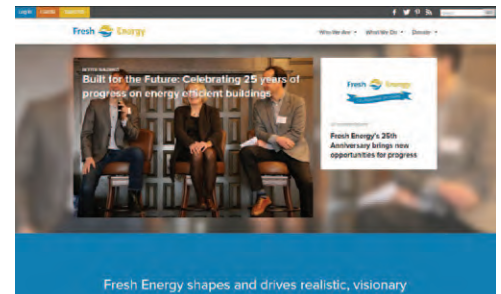 Log In Events
Fresh Energy
Who We Are What We Do Donate
Built for the Future: Celebrating 25 years of
progress on energy efficient buildings
Fresh Energy
Fresh Energy's 25th
Anniversary brings new
opportunities for progress
Fresh Energy shapes and drives realistic, visionary